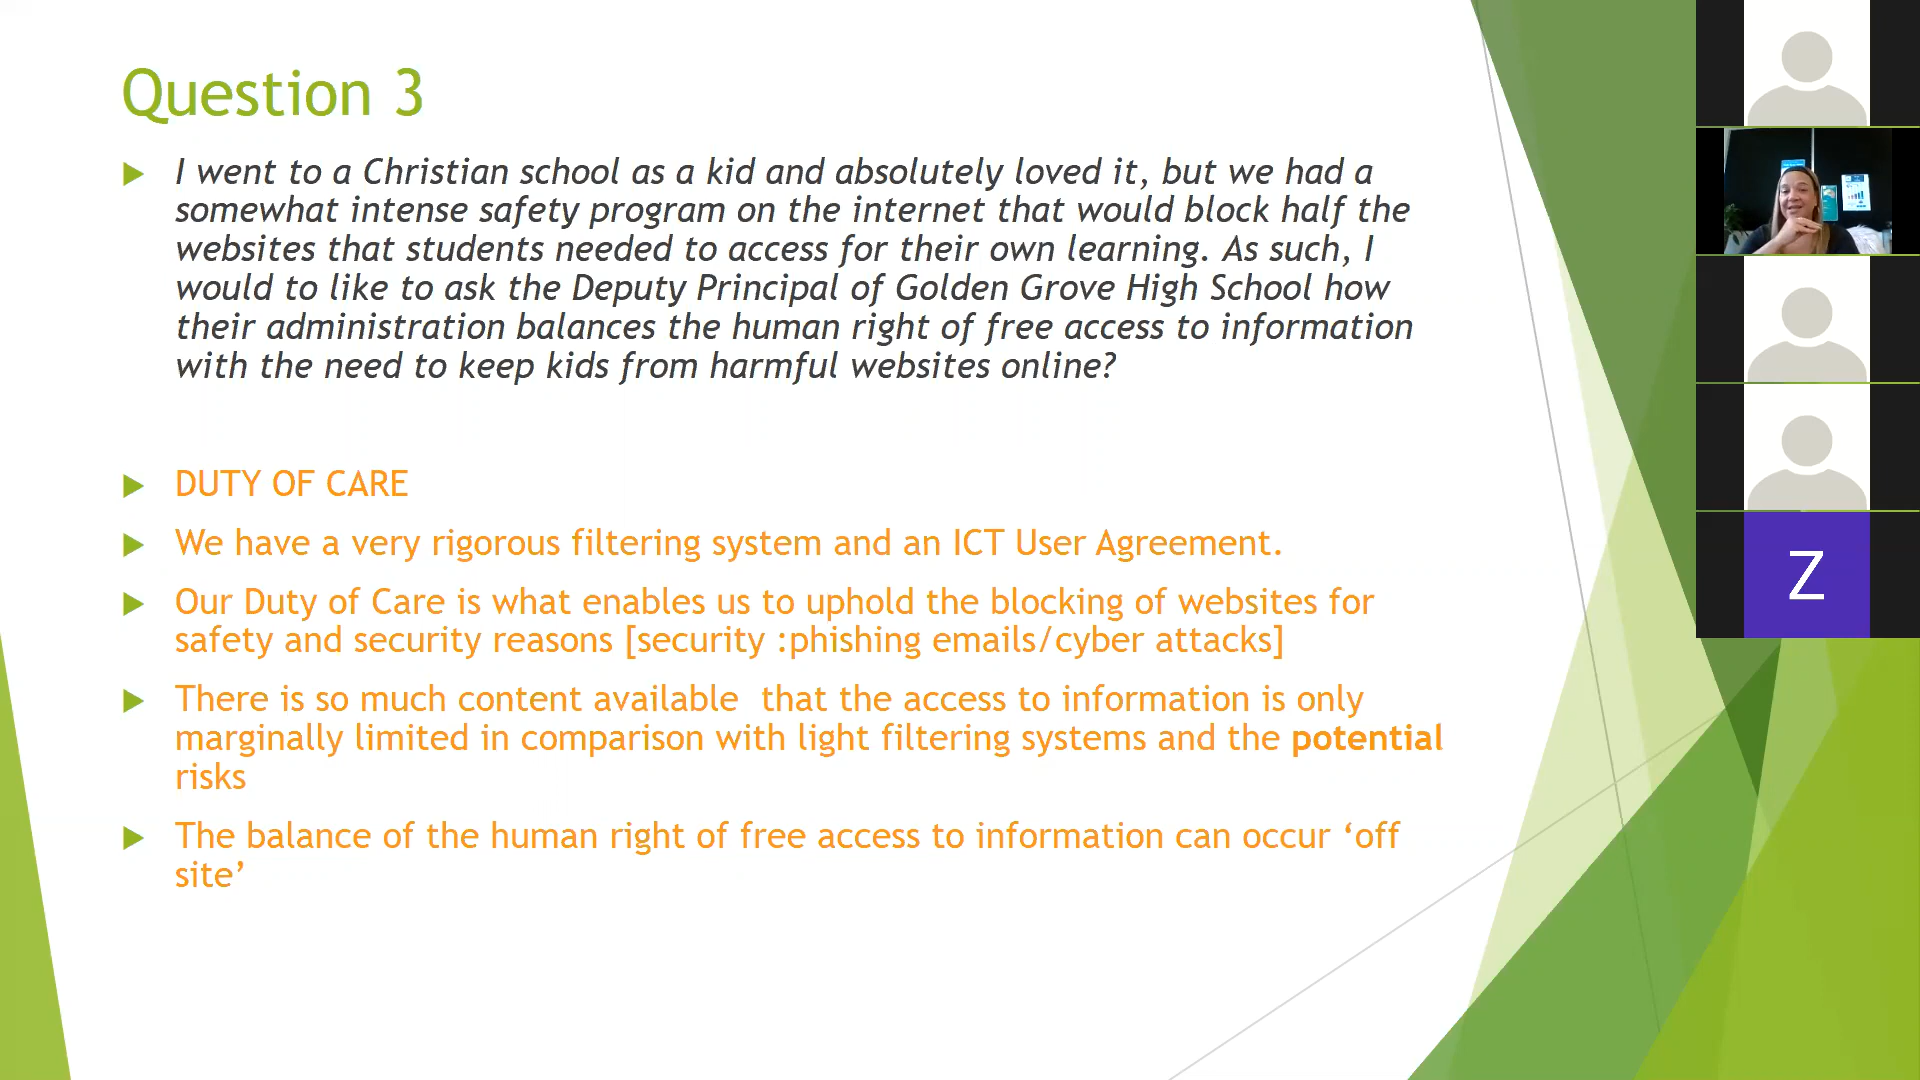 Question 3
I went to a Christian school as a kid and absolutely loved it, but we had a
somewhat intense safety program on the internet that would block half the
websites that students needed to access for their own learning. As such, I
would to like to ask the Deputy Principal of Golden Grove High School how
their administration balances the human right of free access to information
with the need to keep kids from harmful websites online?
DUTY OF CARE
We have a very rigorous filtering system and an ICT User Agreement.
Our Duty of Care is what enables us to uphold the blocking of websites for
safety and security reasons [security :phishing emails/cyber attacks]
There is so much content available  that the access to information is only
marginally limited in comparison with light filtering systems and the potential
risks
The balance of the human right of free access to information can occur ‘off
site’
Z